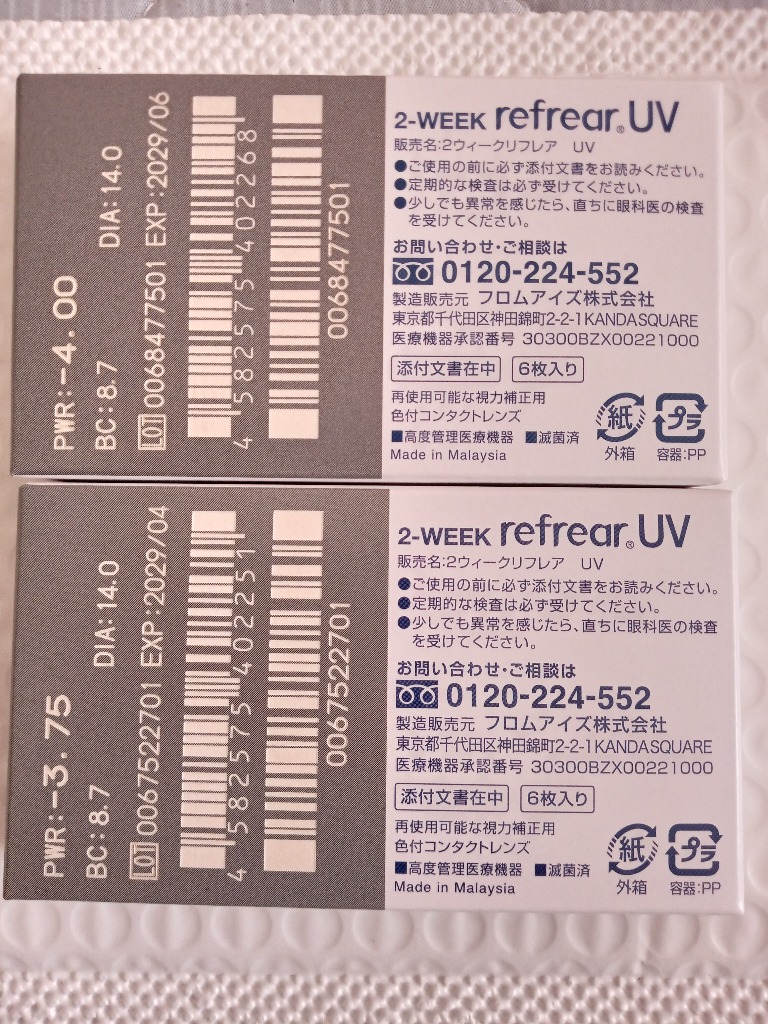 PWR:-4.00
BC:8.7 DIA:14.0
LOT 0068477501 EXP:2029/06
4 582575 402268
0068477501
2-WEEK refrear® UV
販売名:2ウィークリフレア UV
●ご使用の前に必ず添付文書をお読みください。
●定期的な検査は必ず受けてください。
●少しでも異常を感じたら、直ちに眼科医の検査
を受けてください。
お問い合わせ・ご相談は
0120-224-552
製造販売元 フロムアイズ株式会社
東京都千代田区神田錦町2-2-1KANDASQUARE
医療機器承認番号 30300BZX00221000
添付文書在中 6枚入り
再使用可能な視力補正用
色付コンタクトレンズ
■高度管理医療機器 ■滅菌済
Made in Malaysia
紙 プラ
外箱 容器:PP
PWR:-3.75
BC:8.7 DIA:14.0
LOT 0067522701 EXP:2029/04
4 582575 402251
0067522701
2-WEEK refrear® UV
販売名:2ウィークリフレア UV
●ご使用の前に必ず添付文書をお読みください。
●定期的な検査は必ず受けてください。
●少しでも異常を感じたら、直ちに眼科医の検査
を受けてください。
お問い合わせ・ご相談は
0120-224-552
製造販売元 フロムアイズ株式会社
東京都千代田区神田錦町2-2-1KANDASQUARE
医療機器承認番号 30300BZX00221000
添付文書在中 6枚入り
再使用可能な視力補正用
色付コンタクトレンズ
■高度管理医療機器 ■滅菌済
Made in Malaysia
紙 プラ
外箱 容器:PP